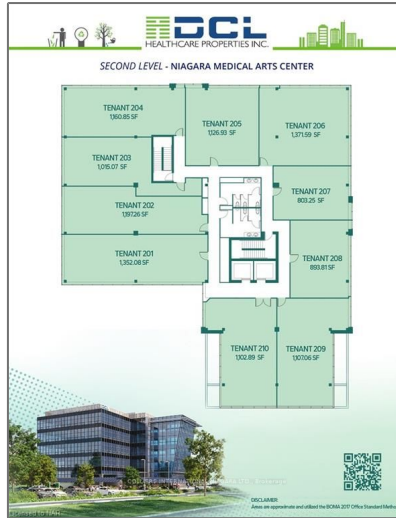 DCL
HEALTHCARE PROPERTIES INC.
SECOND LEVEL - NIAGARA MEDICAL ARTS CENTER
TENANT 204
1,160.85 SF
TENANT 205
1,126.93 SF
TENANT 206
1,371.59 SF
TENANT 203
1,015.07 SF
TENANT 207
803.25 SF
TENANT 202
1,197.26 SF
TENANT 201
1,352.08 SF
TENANT 208
893.81 SF
TENANT 210
1,102.89 SF
TENANT 209
1,107.06 SF
COLLIERS INTERNATIONAL
DISCLAIMER:
Areas are approximate and utilized the BOMA 2017 Office Standard Metho